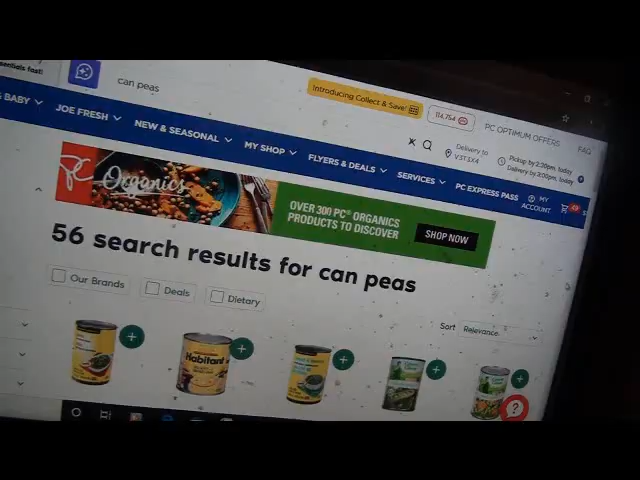 entials fast!
can peas
Introducing Collect & Save!
PC OPTIMUM OFFERS
FAQ
BABY
JOE FRESH
NEW & SEASONAL
MY SHOP
FLYERS & DEALS
SERVICES
PC EXPRESS PASS
MY ACCOUNT
Delivery to
V3T1X4
Pickup by 2:30pm, today
Delivery by 3:00pm, today
PC
Organics
OVER 300 PC® ORGANICS
PRODUCTS TO DISCOVER
SHOP NOW
56 search results for can peas
Our Brands
Deals
Dietary
Sort
Relevance
Habitant
?